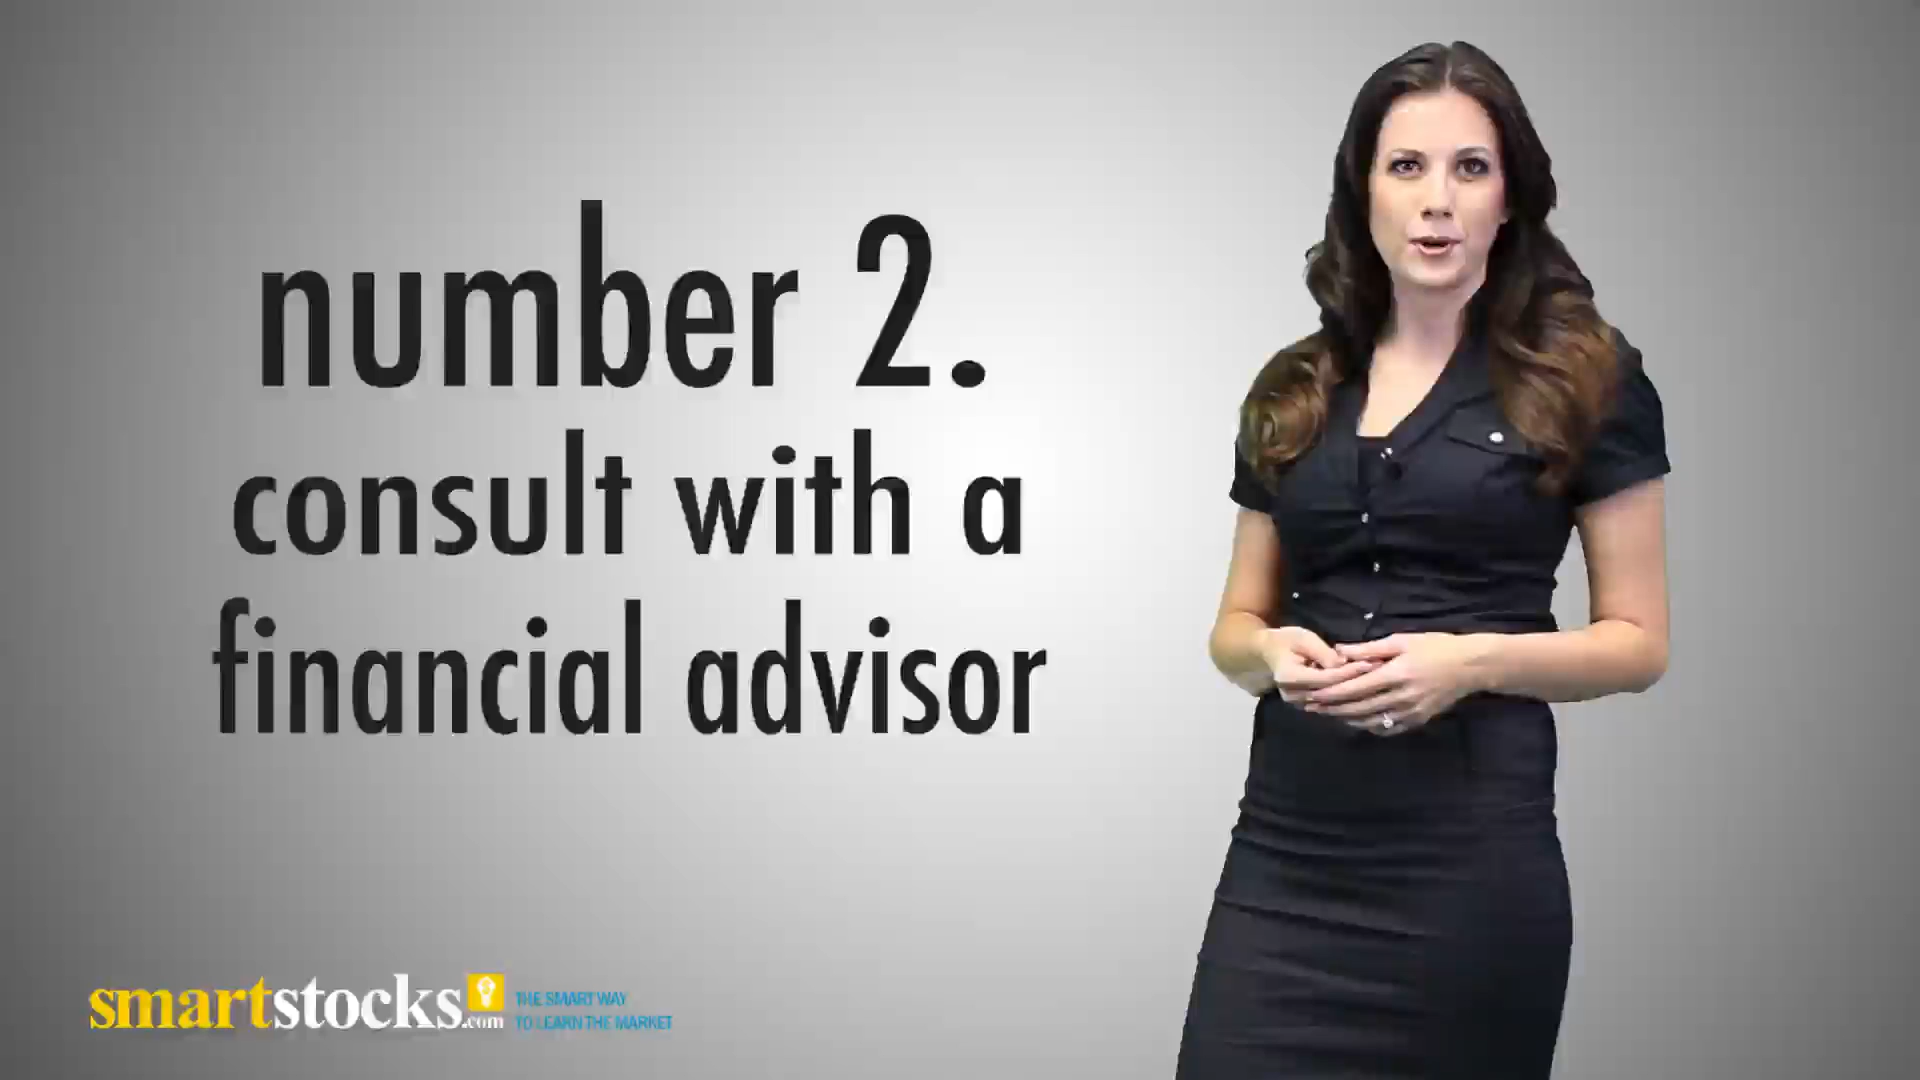 number 2.
consult with a
financial advisor
smartstocks.com
THE SMART WAY
TO LEARN THE MARKET